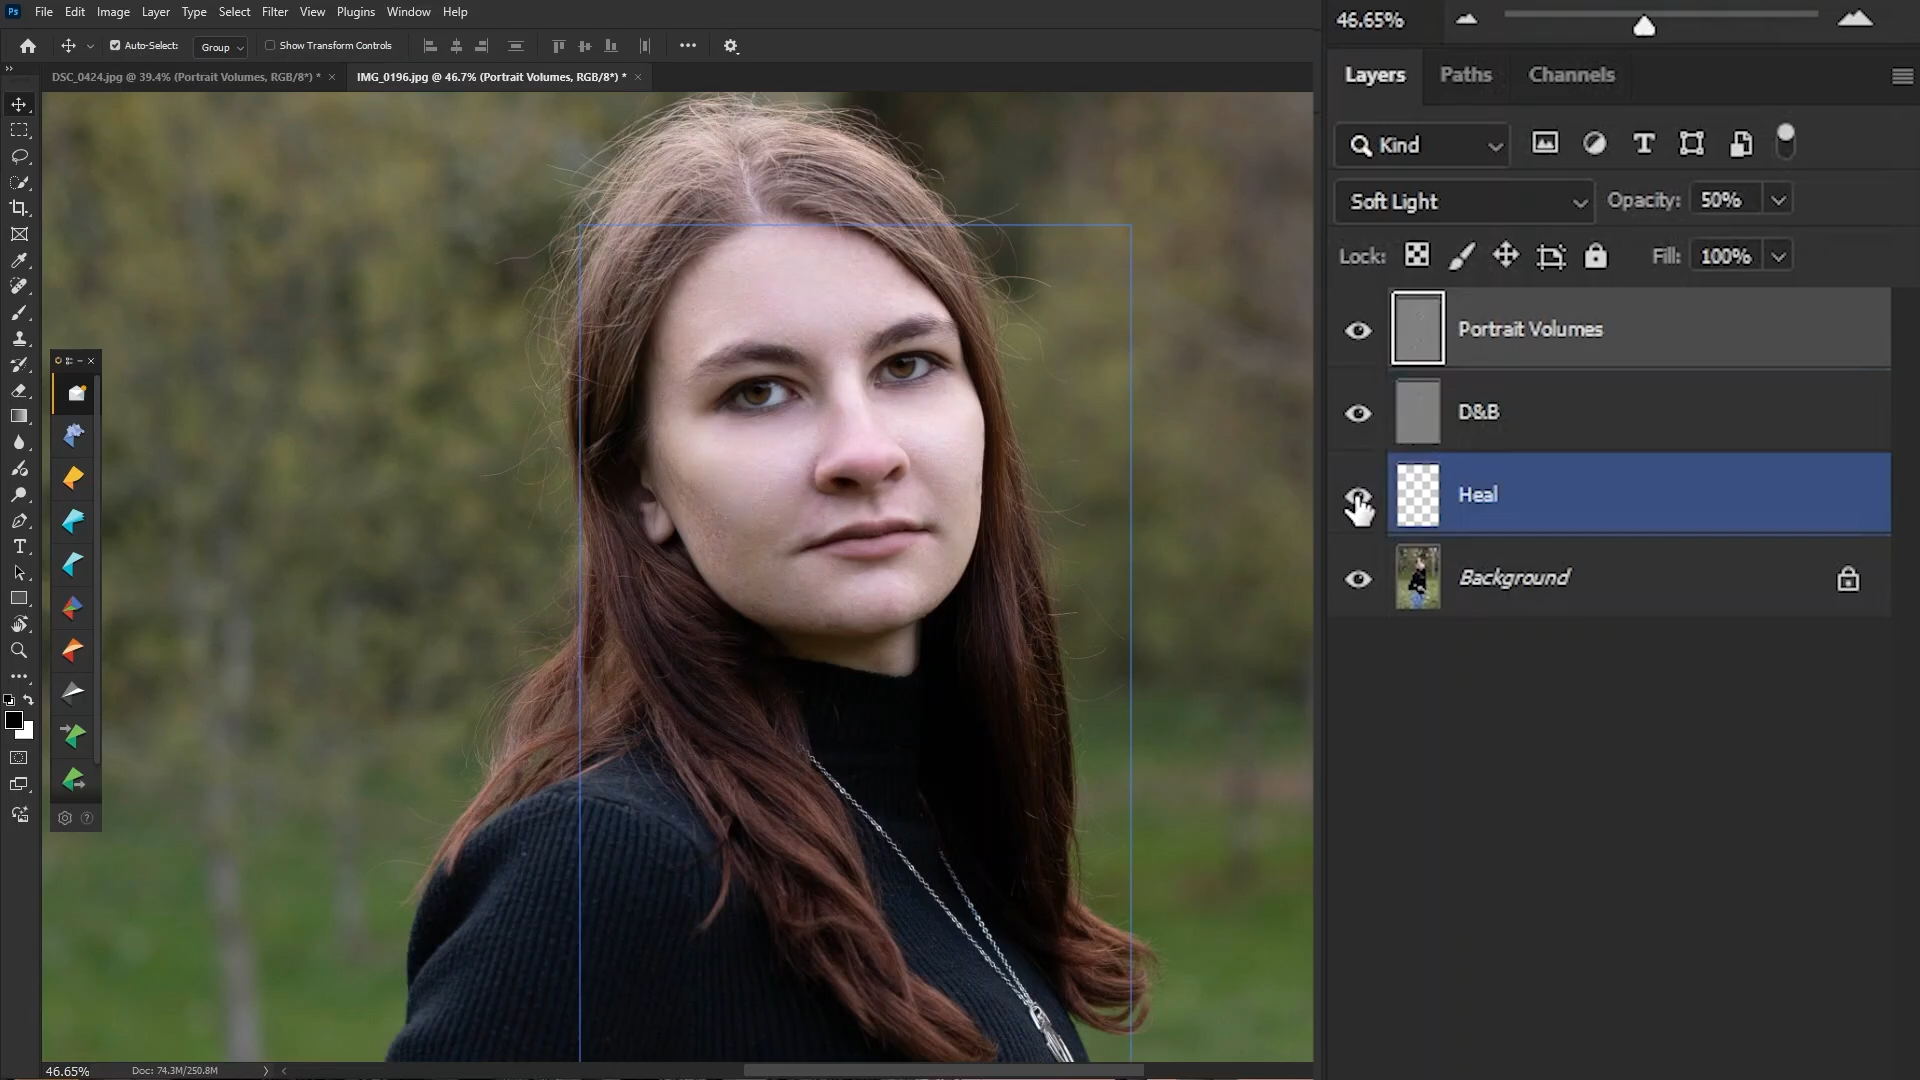 Ps File Edit Image Layer Type Select Filter View Plugins Window Help
Auto-Select: Group Show Transform Controls
DSC_0424.jpg @ 39.4% (Portrait Volumes, RGB/8*) * × IMG_0196.jpg @ 46.7% (Portrait Volumes, RGB/8*) * ×
46.65%
Layers Paths Channels
Kind
Soft Light Opacity: 50%
Lock: Fill: 100%
Portrait Volumes
D&B
Heal
Background
46.65% Doc: 74.3M/250.8M